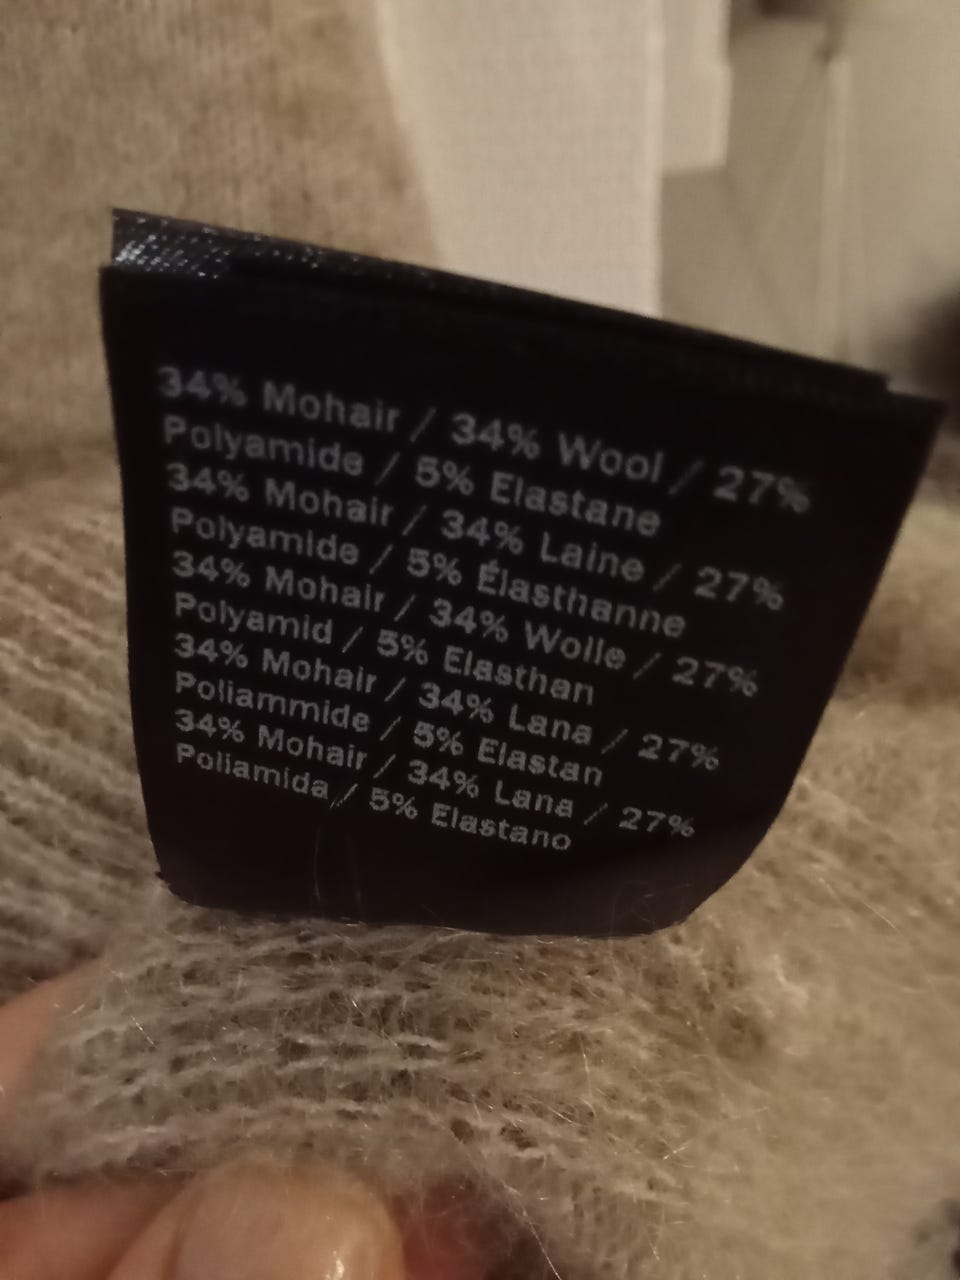 34% Mohair / 34% Wool / 27%
Polyamide / 5% Elastane
34% Mohair / 34% Laine / 27%
Polyamide / 5% Élasthanne
34% Mohair / 34% Wolle / 27%
Polyamid / 5% Elasthan
34% Mohair / 34% Lana / 27%
Poliammide / 5% Elastan
34% Mohair / 34% Lana / 27%
Poliamida / 5% Elastano